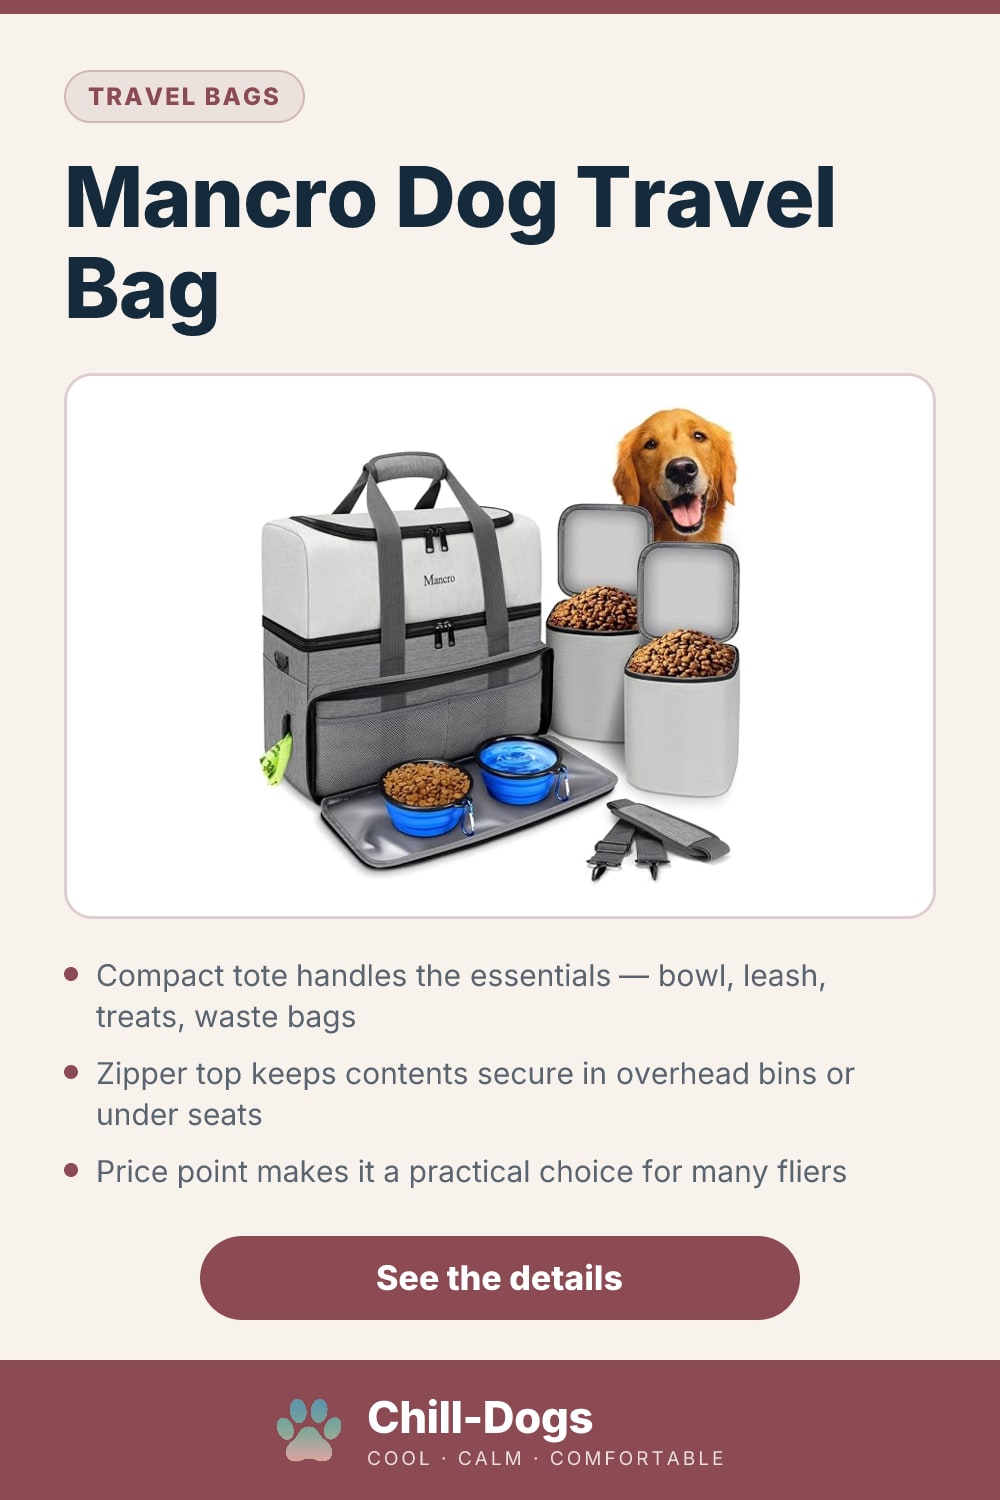 TRAVEL BAGS
Mancro Dog Travel
Bag
Mancro
Compact tote handles the essentials — bowl, leash,
treats, waste bags
Zipper top keeps contents secure in overhead bins or
under seats
Price point makes it a practical choice for many fliers
See the details
Chill-Dogs
COOL · CALM · COMFORTABLE